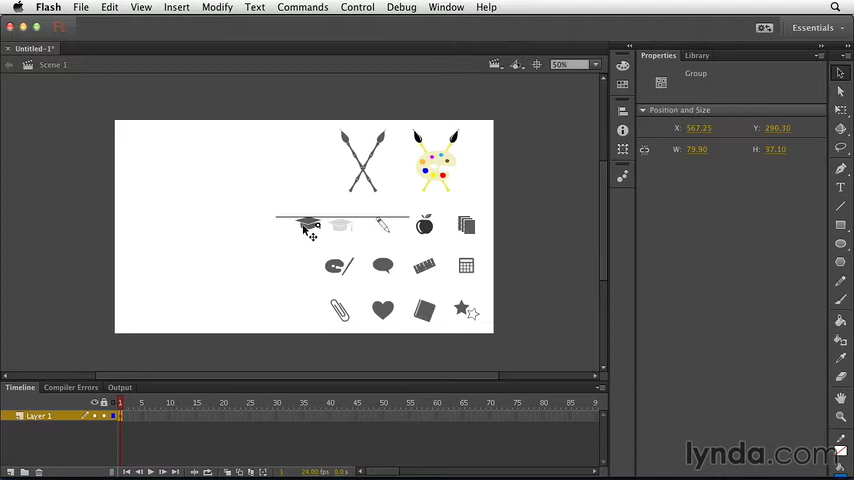 Flash File Edit View Insert Modify Text Commands Control Debug Window Help
Essentials
Untitled-1*
Scene 1
50%
Properties Library
Group
Position and Size
X: 567.25 Y: 290.30
W: 79.90 H: 37.10
Timeline Compiler Errors Output
1 5 10 15 20 25 30 35 40 45 50 55 60 65 70 75 80 85 9
Layer 1
1 24.00 fps 0.0 s
lynda.com